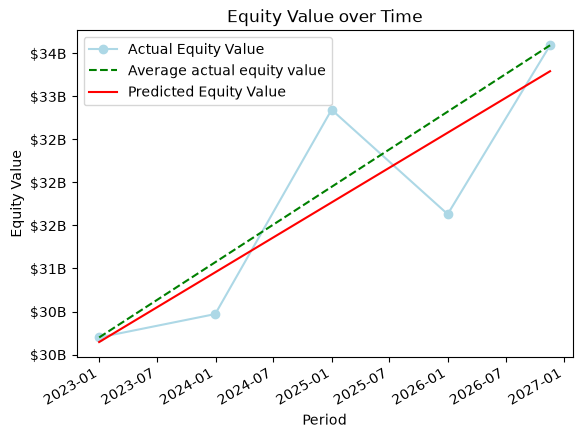 Equity Value over Time
Actual Equity Value
Average actual equity value
Predicted Equity Value
Equity Value
$34B
$33B
$32B
$32B
$32B
$31B
$30B
$30B
2023-01
2023-07
2024-01
2024-07
2025-01
2025-07
2026-01
2026-07
2027-01
Period